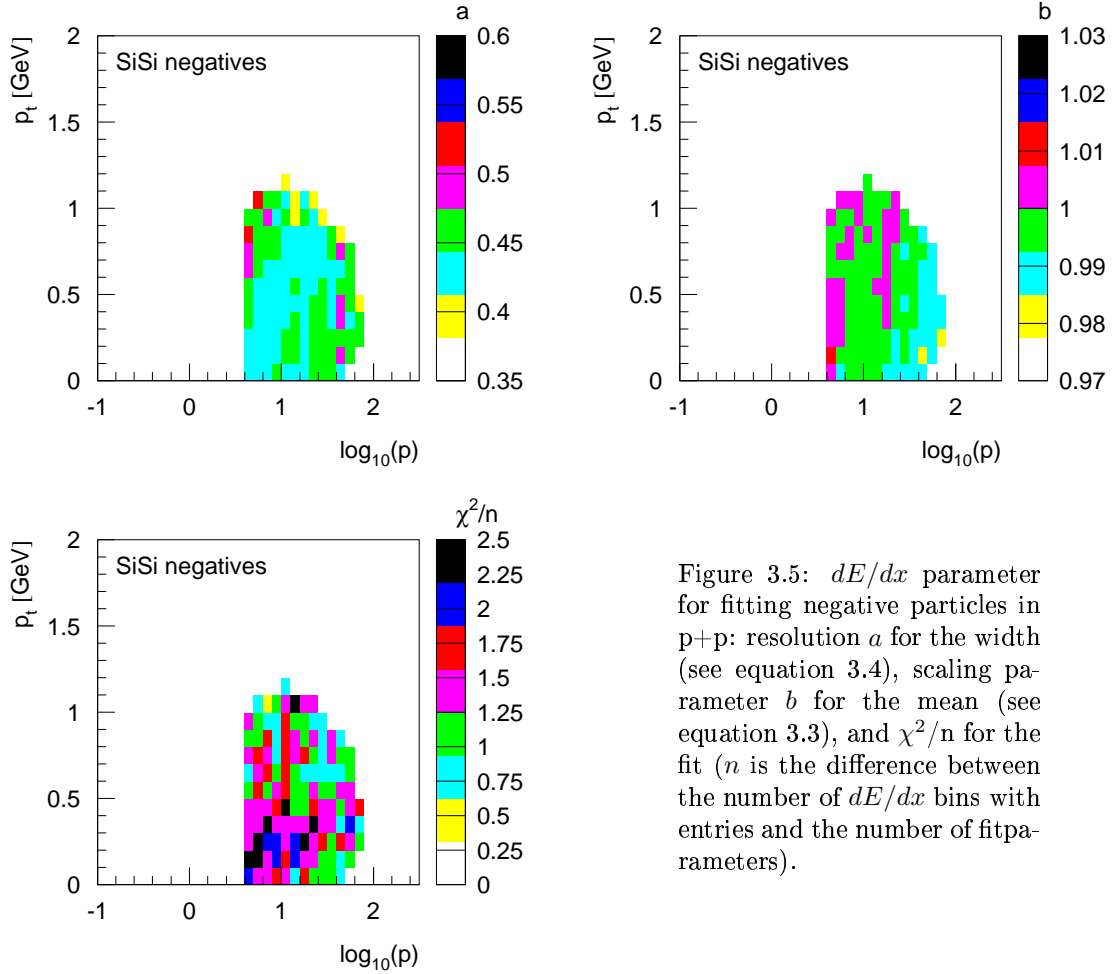 a
SiSi negatives
p_t [GeV]
2
1.5
1
0.5
0
-1 0 1 2
log_10(p)
0.6
0.55
0.5
0.45
0.4
0.35
b
SiSi negatives
p_t [GeV]
2
1.5
1
0.5
0
-1 0 1 2
log_10(p)
1.03
1.02
1.01
1
0.99
0.98
0.97
χ^2/n
SiSi negatives
p_t [GeV]
2
1.5
1
0.5
0
-1 0 1 2
log_10(p)
2.5
2.25
2
1.75
1.5
1.25
1
0.75
0.5
0.25
0
Figure 3.5: dE/dx parameter
for fitting negative particles in
p+p: resolution a for the width
(see equation 3.4), scaling pa-
rameter b for the mean (see
equation 3.3), and χ^2/n for the
fit (n is the difference between
the number of dE/dx bins with
entries and the number of fitpa-
rameters).